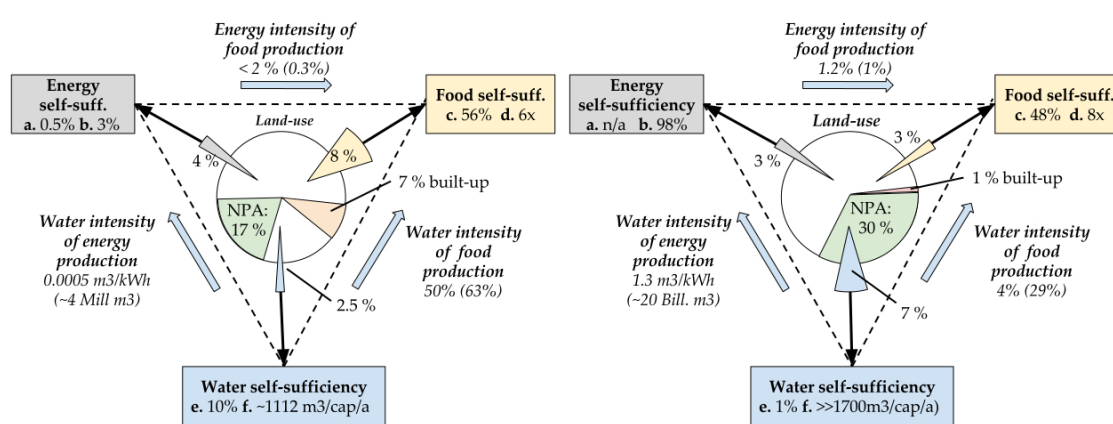 Energy intensity of
food production
< 2 % (0.3%)
Energy
self-suff.
a. 0.5% b. 3%
Food self-suff.
c. 56% d. 6x
Land-use
4 %
8 %
7 % built-up
NPA:
17 %
Water intensity
of energy
production
0.0005 m3/kWh
(~4 Mill m3)
Water intensity
of food
production
50% (63%)
2.5 %
Water self-sufficiency
e. 10% f. ~1112 m3/cap/a
Energy intensity of
food production
1.2% (1%)
Energy
self-sufficiency
a. n/a b. 98%
Food self-suff.
c. 48% d. 8x
Land-use
3 %
3 %
1 % built-up
NPA:
30 %
Water intensity
of energy
production
1.3 m3/kWh
(~20 Bill. m3)
Water intensity
of food
production
4% (29%)
7 %
Water self-sufficiency
e. 1% f. >>1700m3/cap/a)